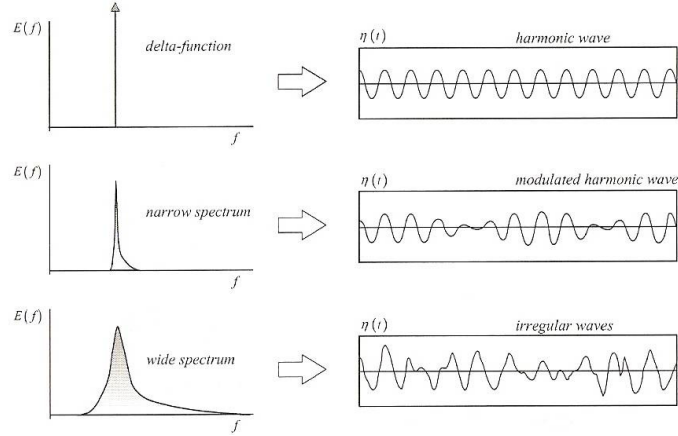 E(f)
delta-function
f
η(t)
harmonic wave
E(f)
narrow spectrum
f
η(t)
modulated harmonic wave
E(f)
wide spectrum
f
η(t)
irregular waves